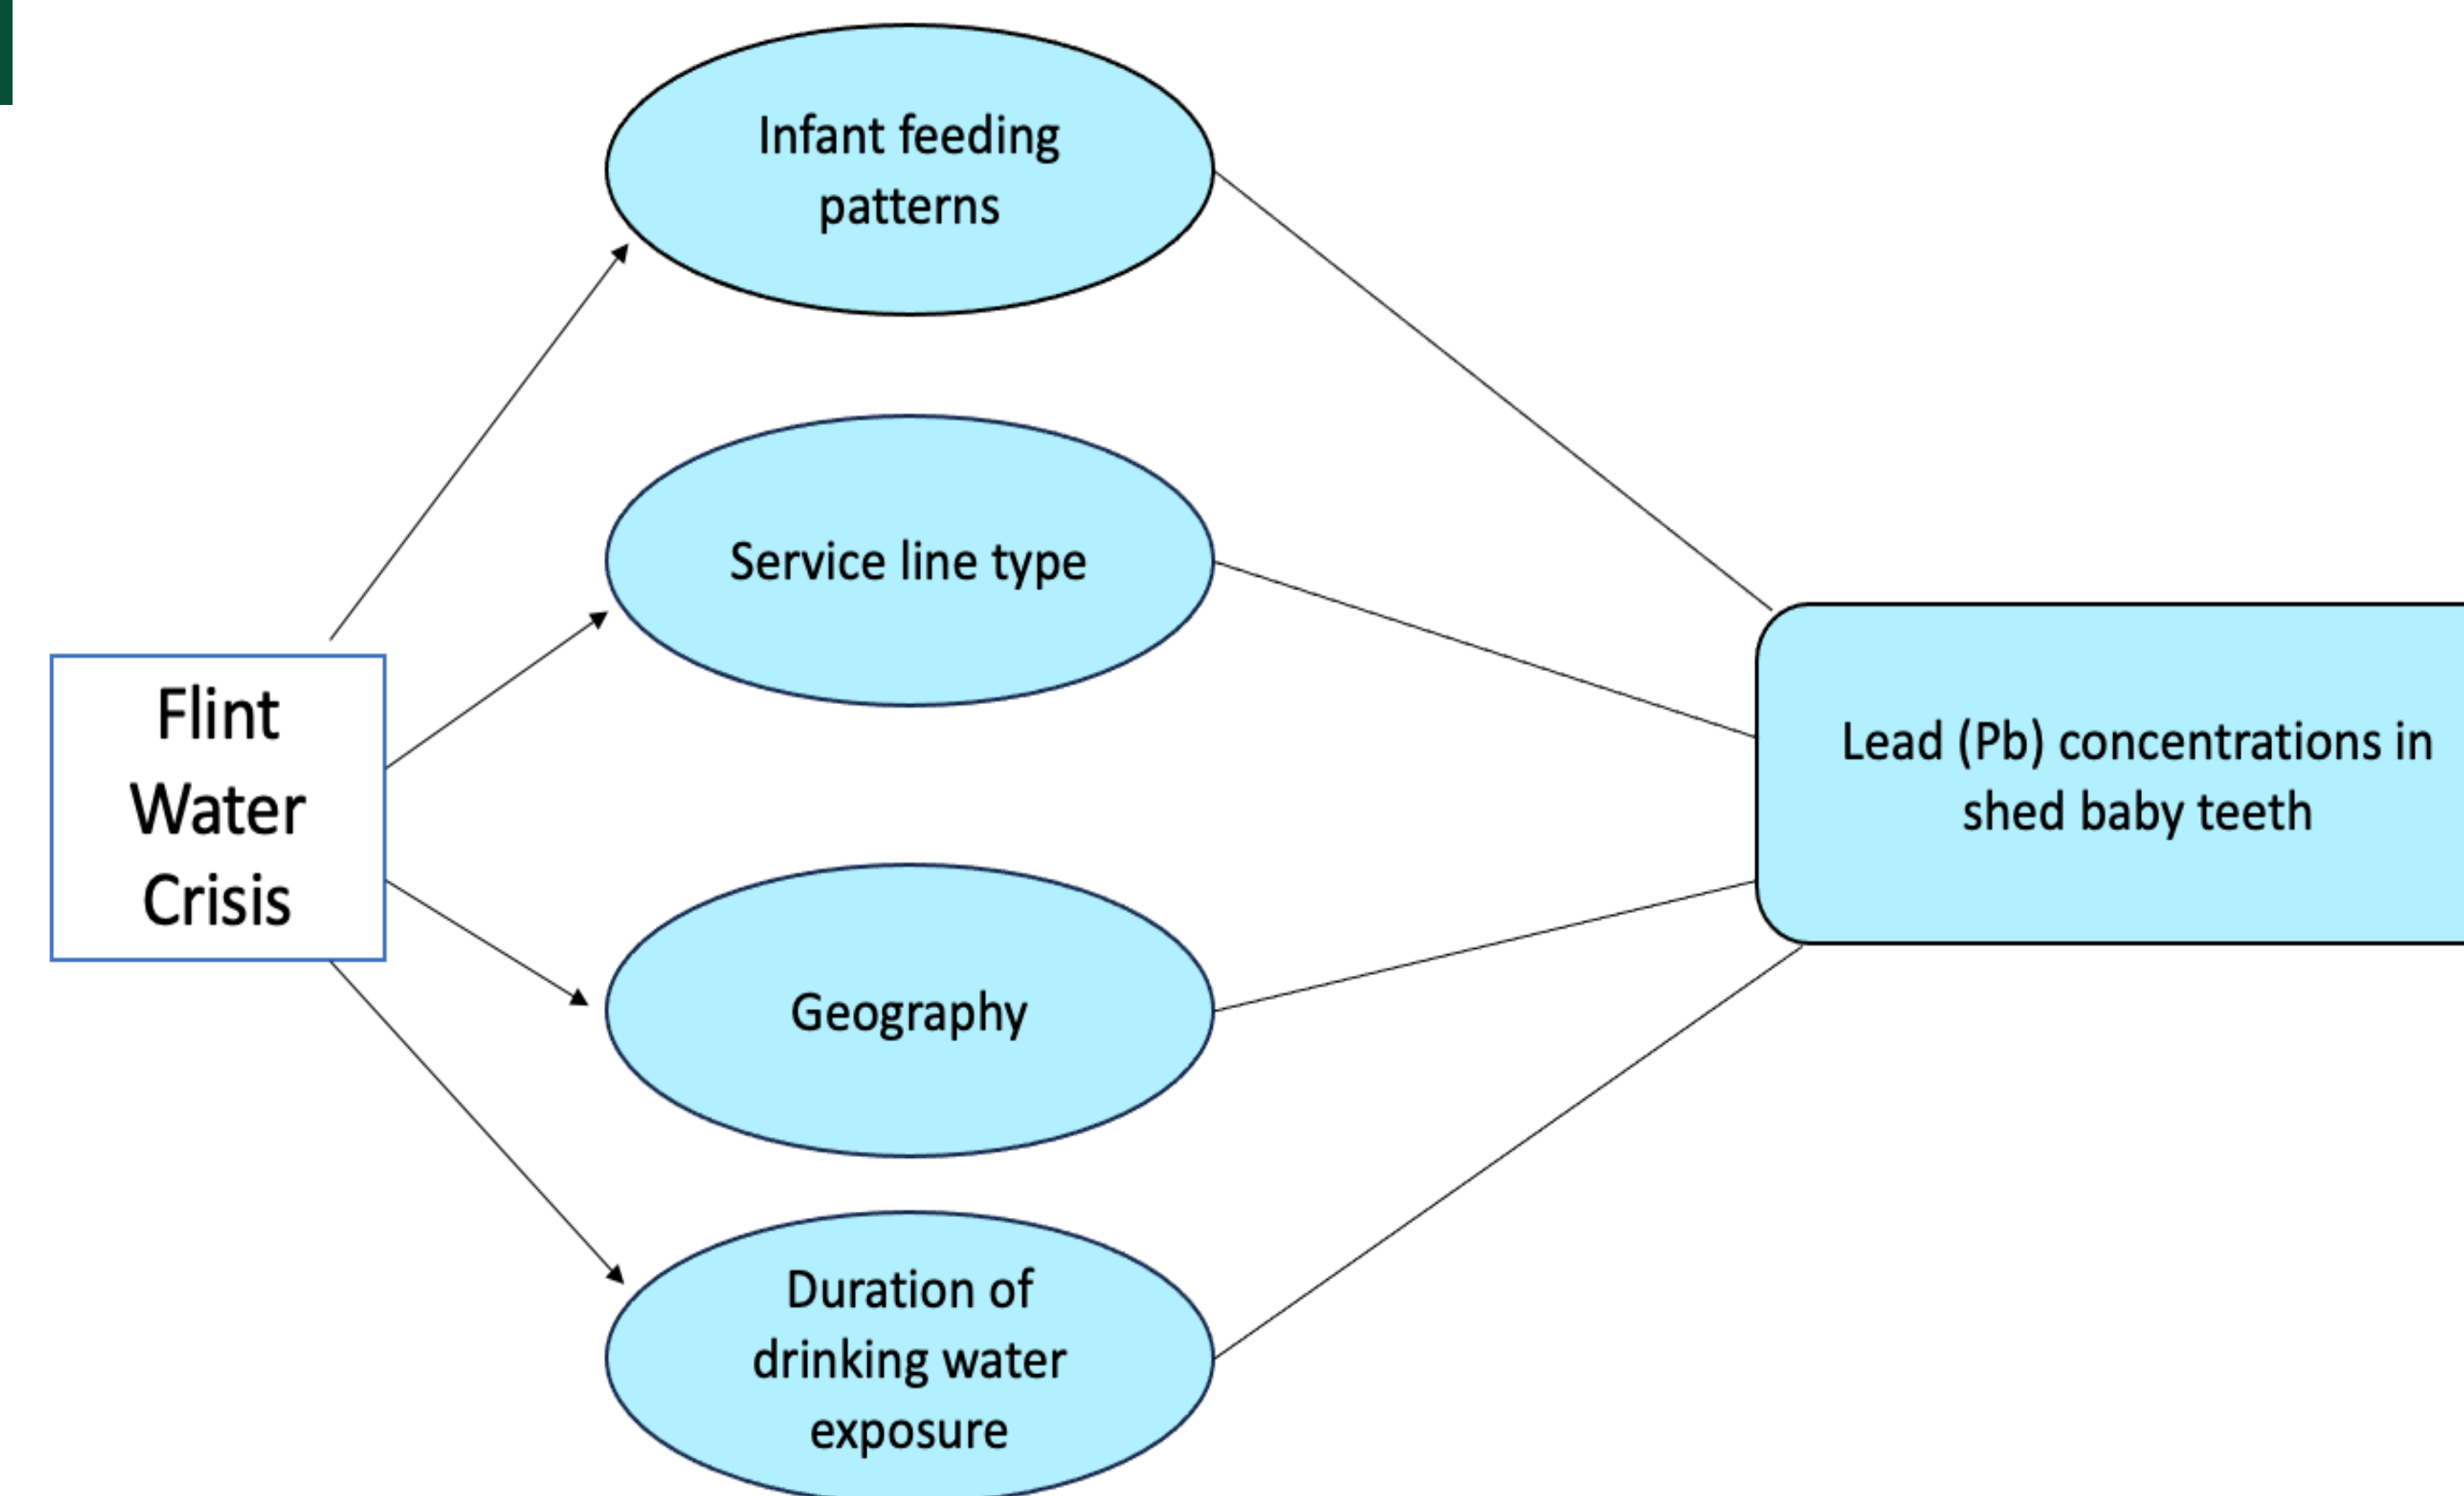 Infant feeding
patterns
Service line type
Flint
Water
Crisis
Lead (Pb) concentrations in
shed baby teeth
Geography
Duration of
drinking water
exposure